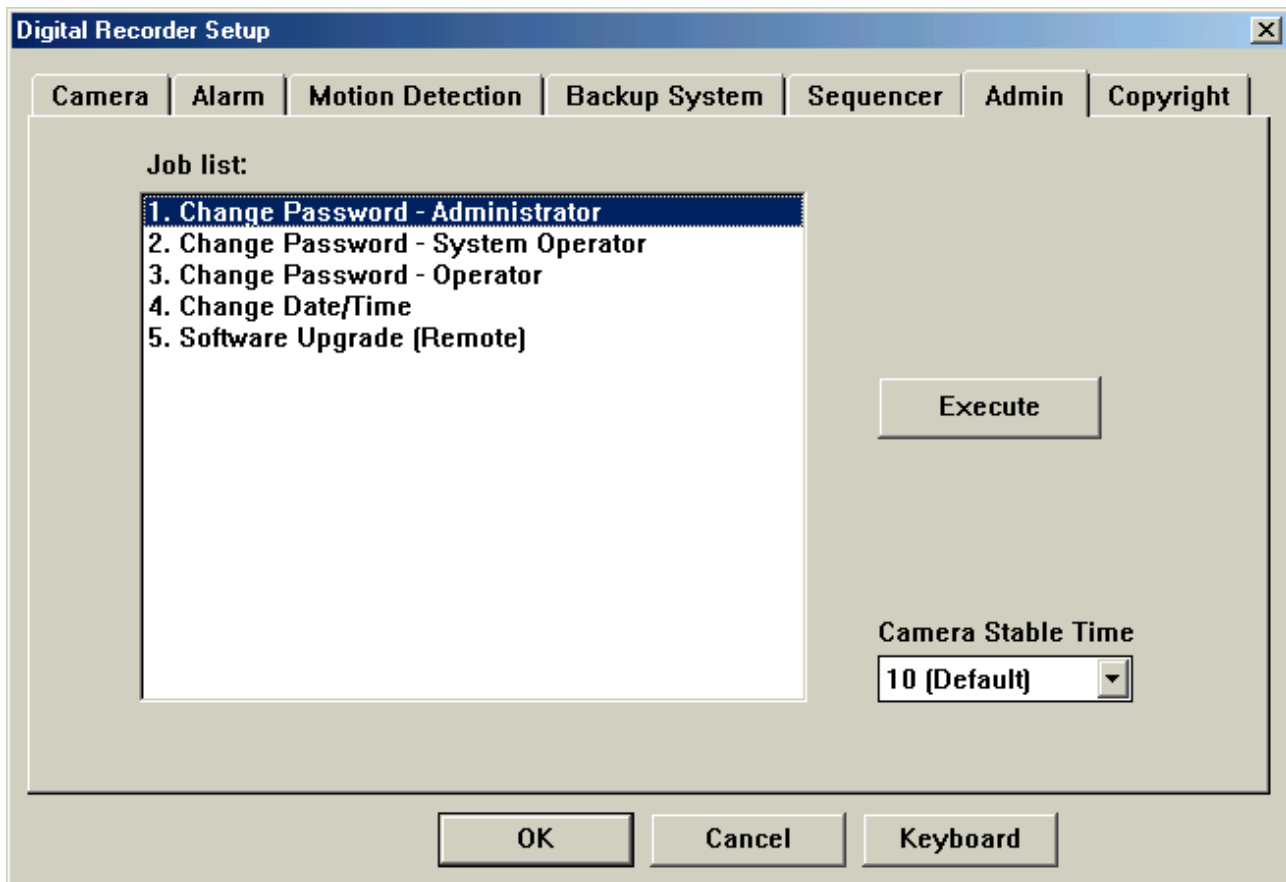 Digital Recorder Setup
Camera Alarm Motion Detection Backup System Sequencer Admin Copyright
Job list:
1. Change Password - Administrator
2. Change Password - System Operator
3. Change Password - Operator
4. Change Date/Time
5. Software Upgrade (Remote)
Execute
Camera Stable Time
10 (Default)
OK Cancel Keyboard